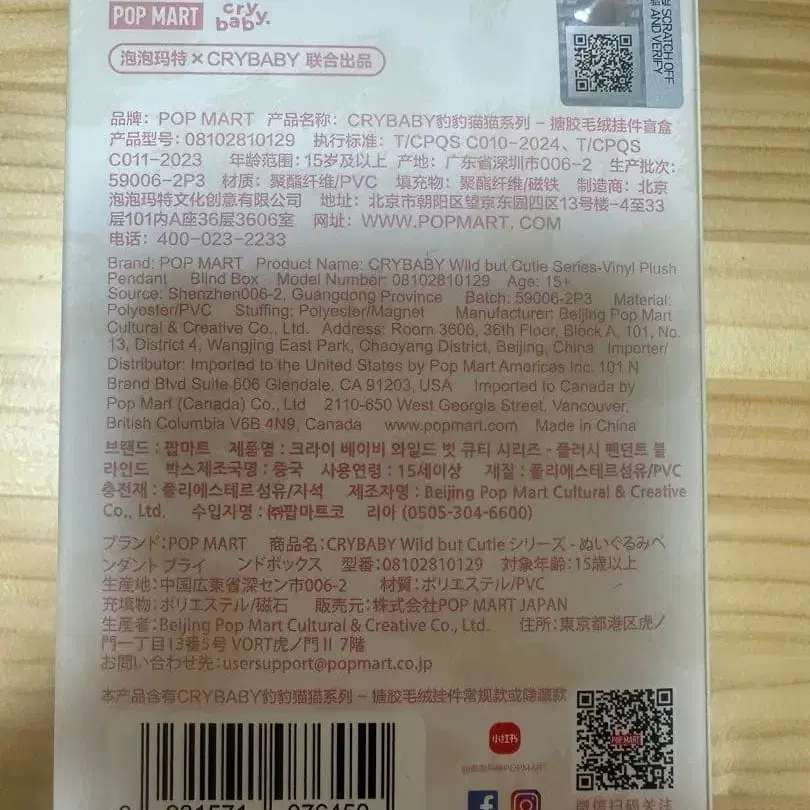 POP MART cry baby.
SCRATCH OFF
AND VERIFY
泡泡玛特×CRYBABY 联合出品
品牌: POP MART 产品名称: CRYBABY豹豹猫猫系列 – 搪胶毛绒挂件盲盒
产品型号: 08102810129 执行标准: T/CPQS C010-2024、T/CPQS
C011-2023 年龄范围: 15岁及以上 产地: 广东省深圳市006-2 生产批次:
59006-2P3 材质: 聚酯纤维/PVC 填充物: 聚酯纤维/磁铁 制造商: 北京
泡泡玛特文化创意有限公司 地址: 北京市朝阳区望京东园四区13号楼-4至33
层101内A座36层3606室 网址: WWW.POPMART. COM
电话: 400-023-2233
Brand: POP MART Product Name: CRYBABY Wild but Cutie Series-Vinyl Plush
Pendant Blind Box Model Number: 08102810129 Age: 15+
Source: Shenzhen006-2, Guangdong Province Batch: 59006-2P3 Material:
Polyester/PVC Stuffing: Polyester/Magnet Manufacturer: Beijing Pop Mart
Cultural & Creative Co., Ltd. Address: Room 3606, 36th Floor, Block A, 101, No.
13, District 4, Wangjing East Park, Chaoyang District, Beijing, China Importer/
Distributor: Imported to the United States by Pop Mart Americas Inc. 101 N
Brand Blvd Suite 606 Glendale, CA 91203, USA Imported to Canada by
Pop Mart (Canada) Co., Ltd 2110-650 West Georgia Street, Vancouver,
British Columbia V6B 4N9, Canada www.popmart.com Made in China
브랜드 : 팝마트 제품명 : 크라이 베이비 와일드 벗 큐티 시리즈 - 플러시 펜던트 블
라인드 박스제조국명 : 중국 사용연령 : 15세이상 재질 : 폴리에스테르섬유/PVC
충전재 : 폴리에스테르섬유/자석 제조자명 : Beijing Pop Mart Cultural & Creative
Co., Ltd. 수입자명 : ㈜팝마트코 리아 (0505-304-6600)
ブランド:POP MART 商品名:CRYBABY Wild but Cutie シリーズ - ぬいぐるみペ
ンダント ブライ ンドボックス 型番:08102810129 対象年齢:15歳以上
生産地:中国広東省深セン市006-2 材質:ポリエステル/PVC
充填物:ポリエステル/磁石 販売元:株式会社POP MART JAPAN
生産者:Beijing Pop Mart Cultural & Creative Co., Ltd. 住所:東京都港区虎ノ
門一丁目13番5号 VORT虎ノ門Ⅱ 7階
お問い合わせ先:usersupport@popmart.co.jp
本产品含有CRYBABY豹豹猫猫系列 – 搪胶毛绒挂件常规款或隐藏款
小红书
POP MART
POPMART
微信扫码关注